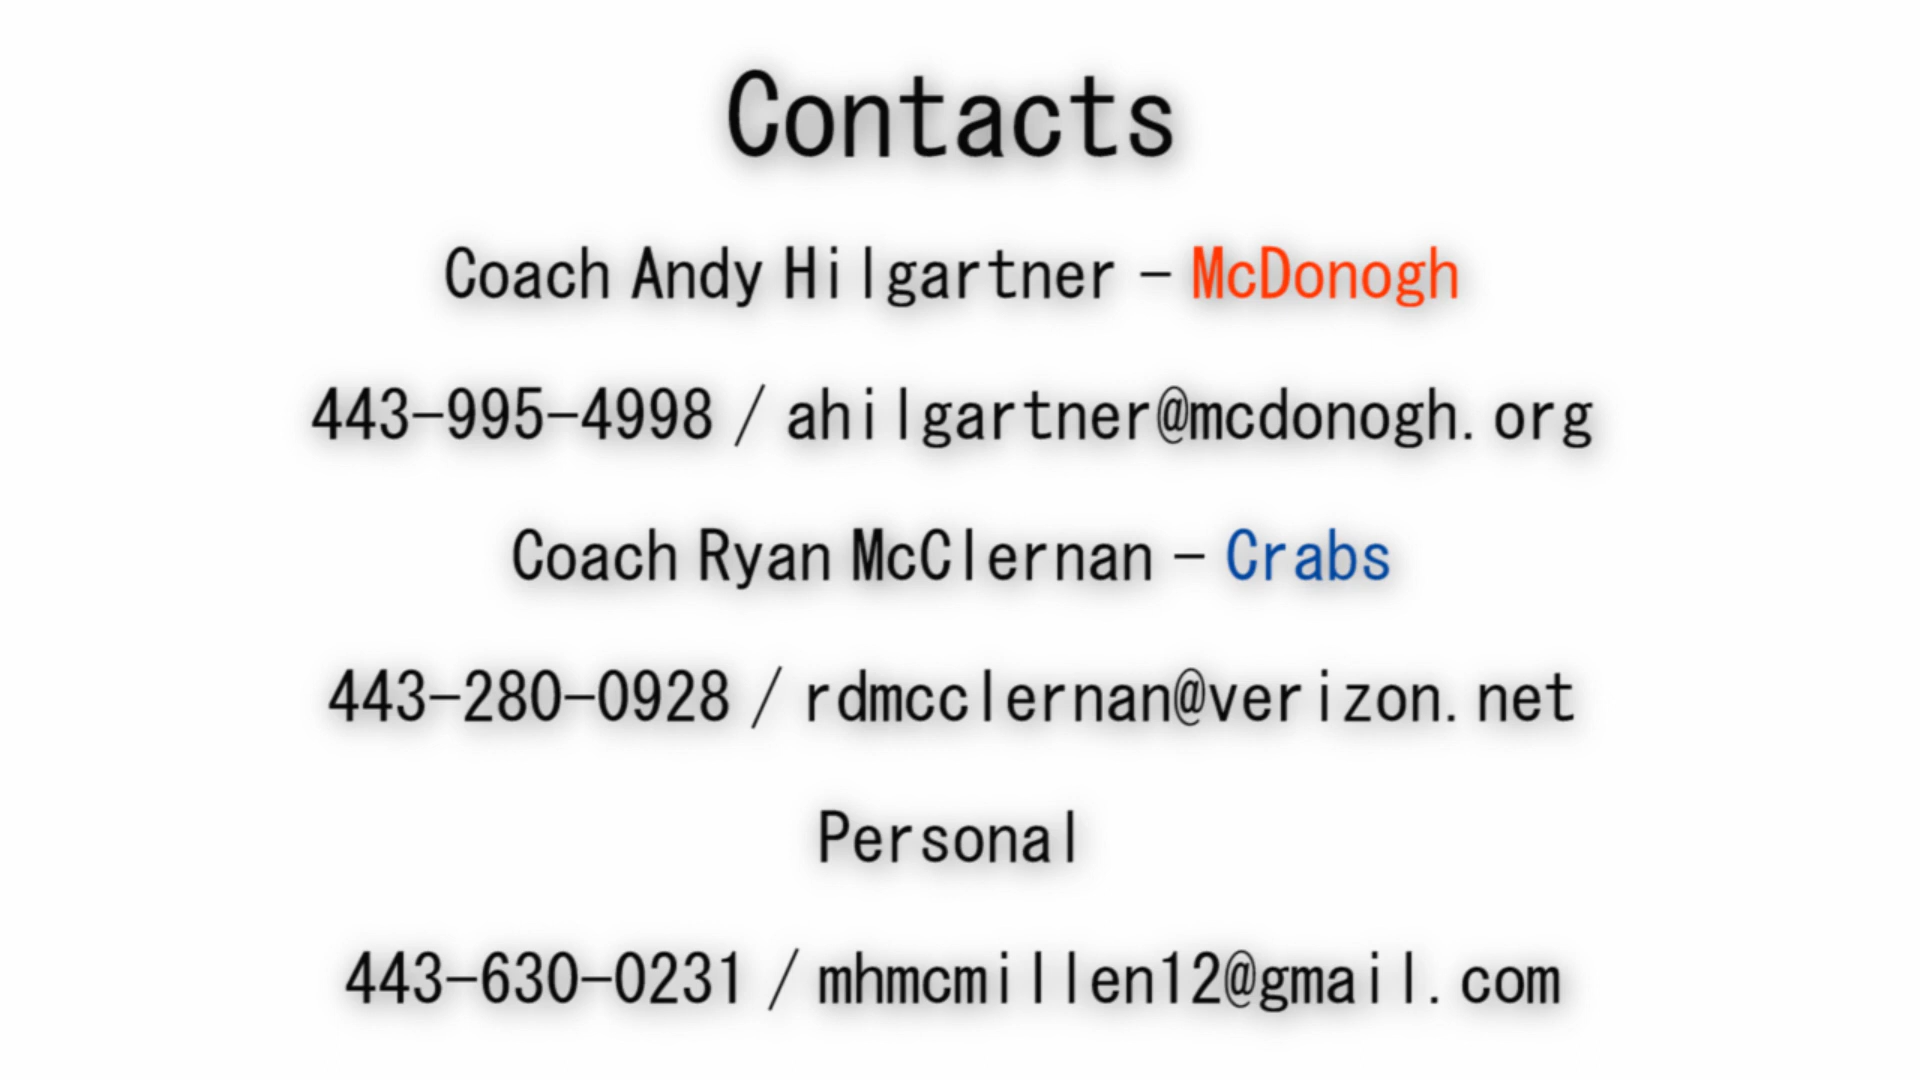 Contacts
Coach Andy Hilgartner - McDonogh
443-995-4998 / ahilgartner@mcdonogh.org
Coach Ryan McClernan - Crabs
443-280-0928 / rdmcclernan@verizon.net
Personal
443-630-0231 / mhmcmillen12@gmail.com